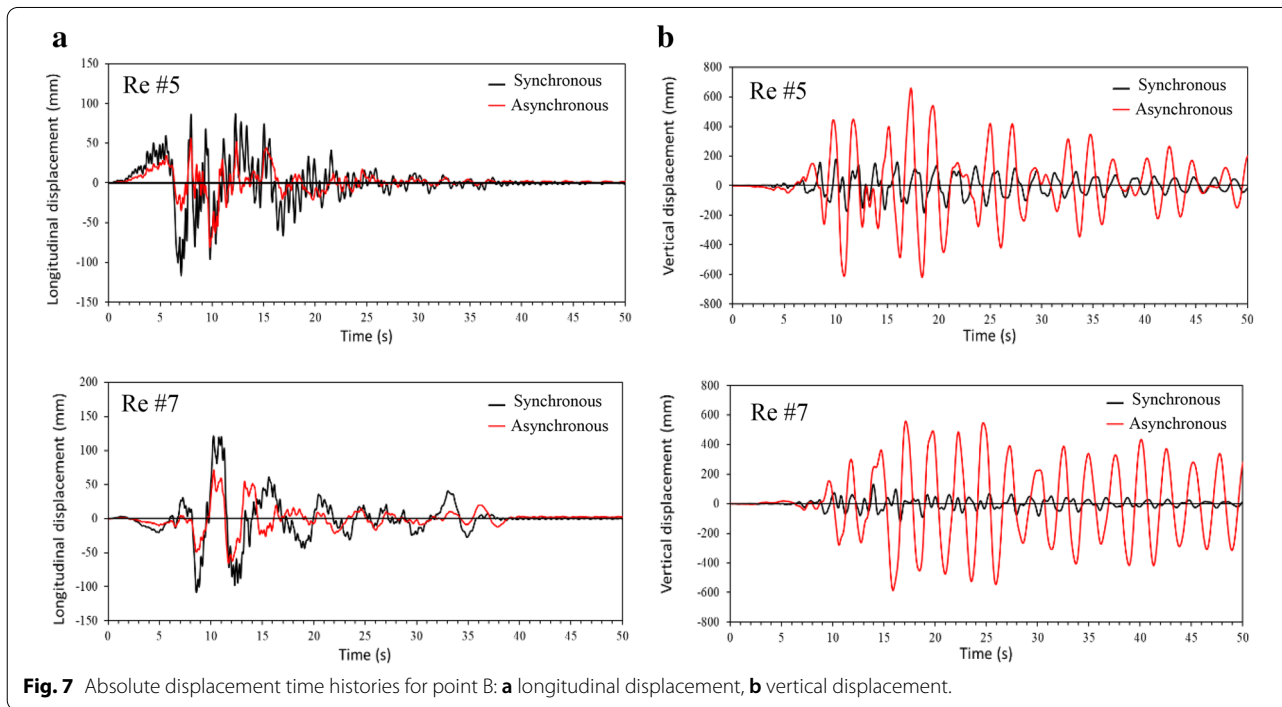 a
Longitudinal displacement (mm)
150
100
50
0
-50
-100
-150
Re #5
Synchronous
Asynchronous
0 5 10 15 20 25 30 35 40 45 50
Time (s)
b
Vertical displacement (mm)
800
600
400
200
0
-200
-400
-600
-800
Re #5
Synchronous
Asynchronous
0 5 10 15 20 25 30 35 40 45 50
Time (s)
Longitudinal displacement (mm)
200
150
100
50
0
-50
-100
-150
Re #7
Synchronous
Asynchronous
0 5 10 15 20 25 30 35 40 45 50
Time (s)
Vertical displacement (mm)
800
600
400
200
0
-200
-400
-600
-800
Re #7
Synchronous
Asynchronous
0 5 10 15 20 25 30 35 40 45 50
Time (s)
Fig. 7 Absolute displacement time histories for point B: a longitudinal displacement, b vertical displacement.